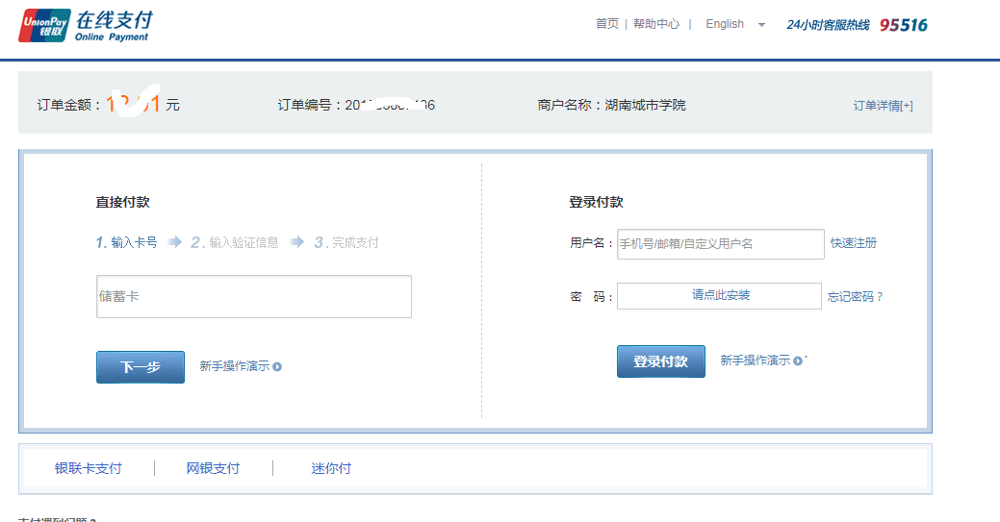 UnionPay 银联 在线支付 Online Payment
首页 | 帮助中心 | English 24小时客服热线 95516
订单金额： 元 订单编号： 商户名称：湖南城市学院 订单详情[+]
直接付款
1. 输入卡号 2. 输入验证信息 3. 完成支付
储蓄卡
下一步 新手操作演示
登录付款
用户名： 手机号/邮箱/自定义用户名 快速注册
密 码： 请点此安装 忘记密码？
登录付款 新手操作演示
银联卡支付 | 网银支付 | 迷你付